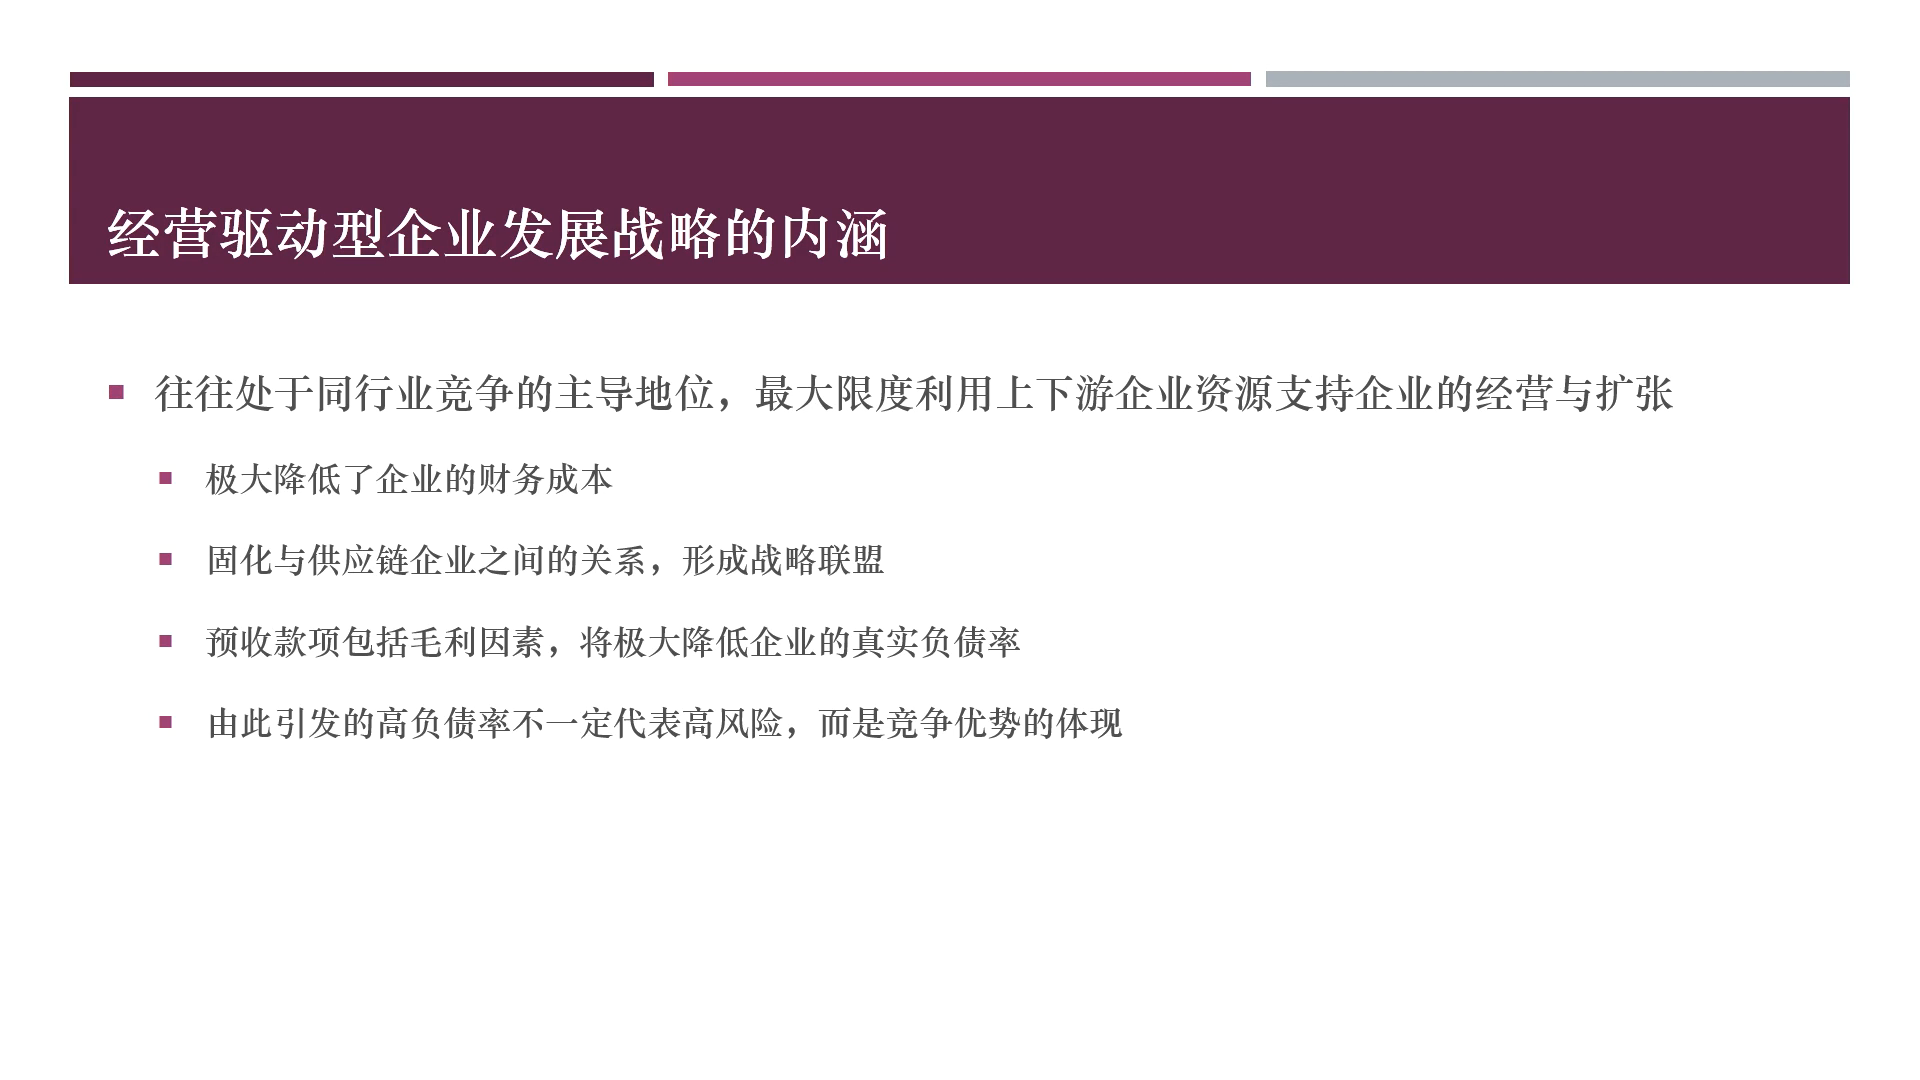 经营驱动型企业发展战略的内涵
往往处于同行业竞争的主导地位，最大限度利用上下游企业资源支持企业的经营与扩张
极大降低了企业的财务成本
固化与供应链企业之间的关系，形成战略联盟
预收款项包括毛利因素，将极大降低企业的真实负债率
由此引发的高负债率不一定代表高风险，而是竞争优势的体现